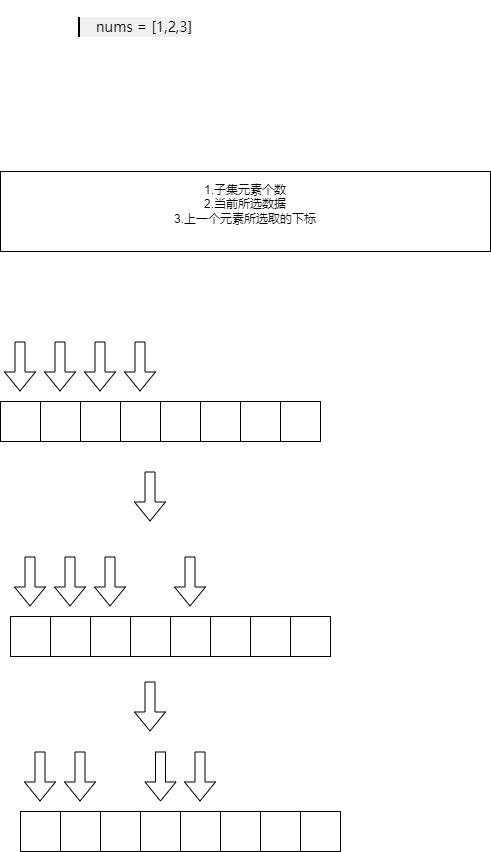 nums = [1,2,3]
1.子集元素个数
2.当前所选数据
3.上一个元素所选取的下标